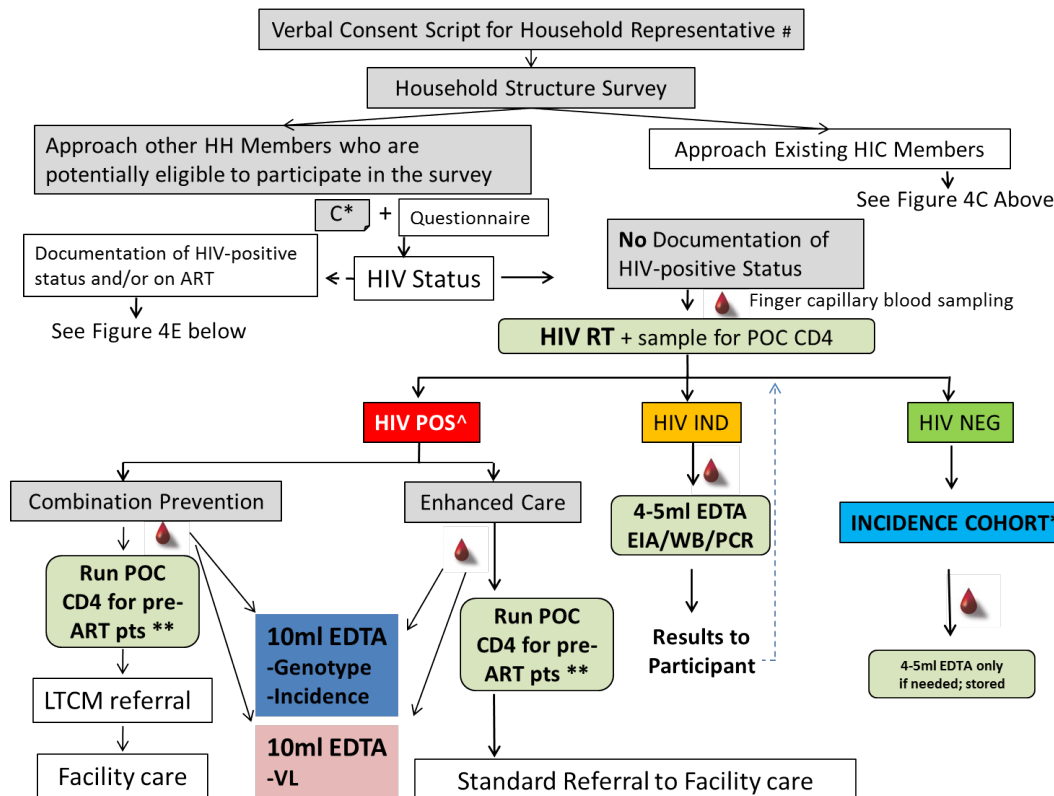 Verbal Consent Script for Household Representative #
Household Structure Survey
Approach other HH Members who are
potentially eligible to participate in the survey
Approach Existing HIC Members
See Figure 4C Above
C* + Questionnaire
Documentation of HIV-positive
status and/or on ART
HIV Status
No Documentation of
HIV-positive Status
See Figure 4E below
Finger capillary blood sampling
HIV RT + sample for POC CD4
HIV POS^
HIV IND
HIV NEG
Combination Prevention
Enhanced Care
4-5ml EDTA
EIA/WB/PCR
INCIDENCE COHORT*
Run POC
CD4 for pre-
ART pts **
10ml EDTA
-Genotype
-Incidence
Run POC
CD4 for pre-
ART pts **
Results to
Participant
4-5ml EDTA only
if needed; stored
LTCM referral
10ml EDTA
-VL
Facility care
Standard Referral to Facility care